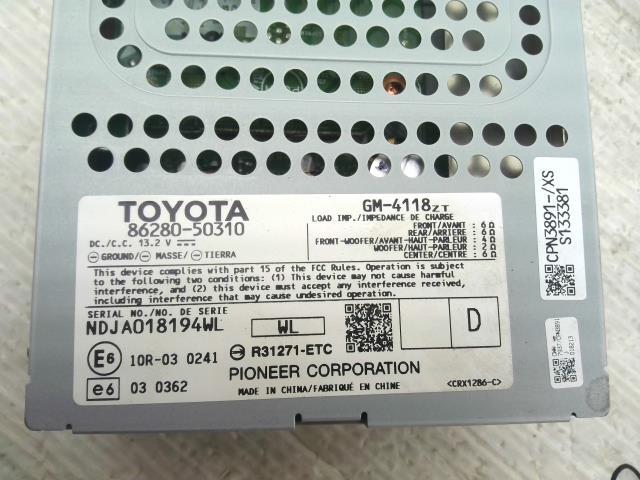 TOYOTA
86280-50310
DC./C.C. 13.2 V
GROUND/ MASSE/ TIERRA
GM-4118ZT
LOAD IMP./IMPEDANCE DE CHARGE
FRONT/AVANT : 6Ω
REAR/ARRIERE : 6Ω
FRONT-WOOFER/AVANT-HAUT-PARLEUR : 4Ω
WOOFER/HAUT-PARLEUR : 2Ω
CENTER/CENTRE : 6Ω
This device complies with part 15 of the FCC Rules. Operation is subject
to the following two conditions: (1) This device may not cause harmful
interference, and (2) this device must accept any interference received,
including interference that may cause undesired operation.
SERIAL NO./NO. DE SERIE
NDJA018194WL
WL
D
E6 10R-03 0241
R31271-ETC
e6 03 0362
PIONEER CORPORATION
MADE IN CHINA/FABRIQUÉ EN CHINE
<CRX1286-C>
CPN3891-/XS
S133381
018213